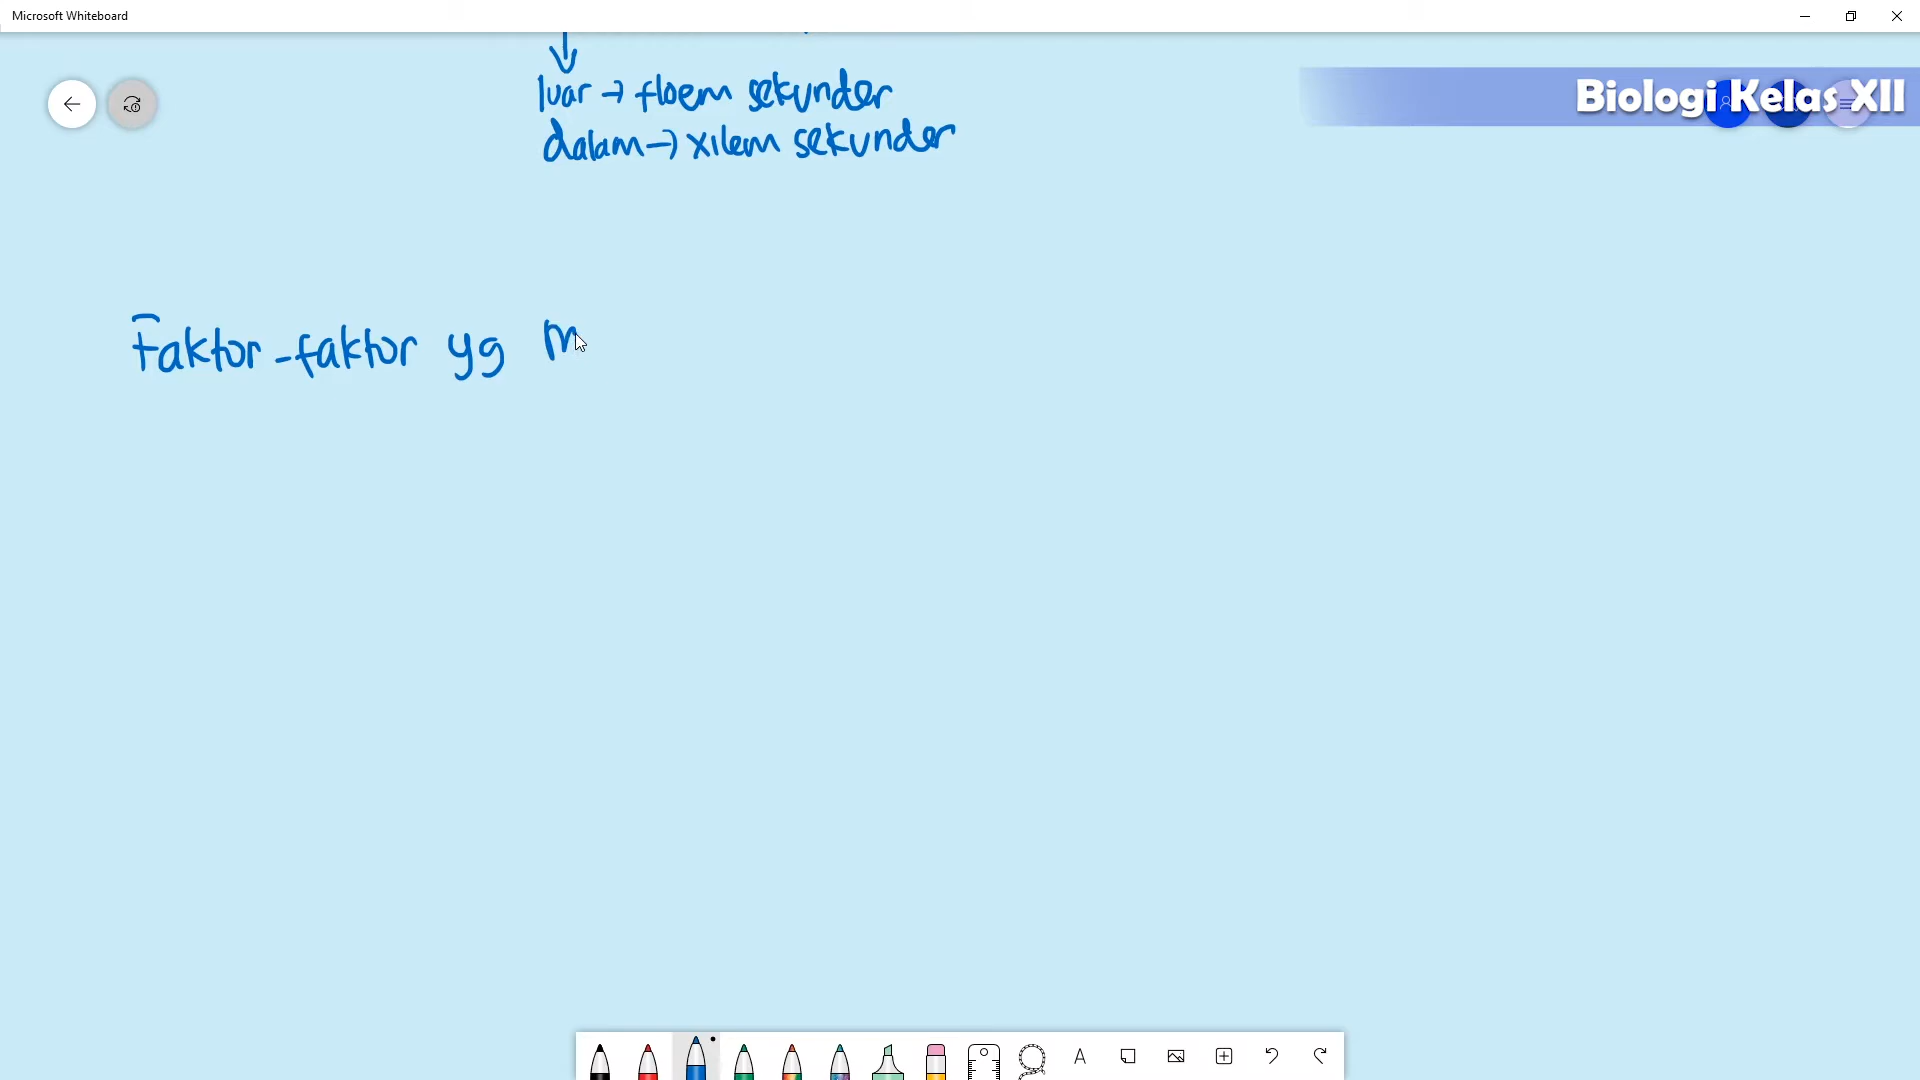 Microsoft Whiteboard
Biologi Kelas XII
luar → floem sekunder
dalam → xilem sekunder
Faktor-faktor yg m